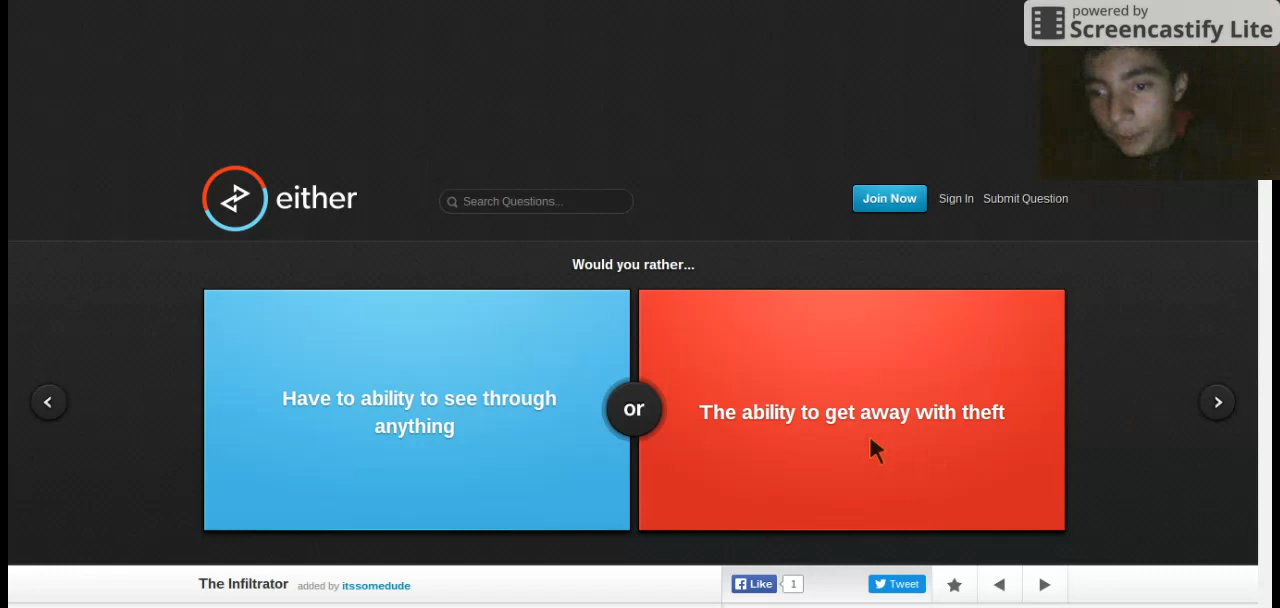 powered by
Screencastify Lite
either
Search Questions...
Join Now
Sign In
Submit Question
Would you rather...
Have to ability to see through
anything
or
The ability to get away with theft
The Infiltrator added by itssomedude
Like
1
Tweet